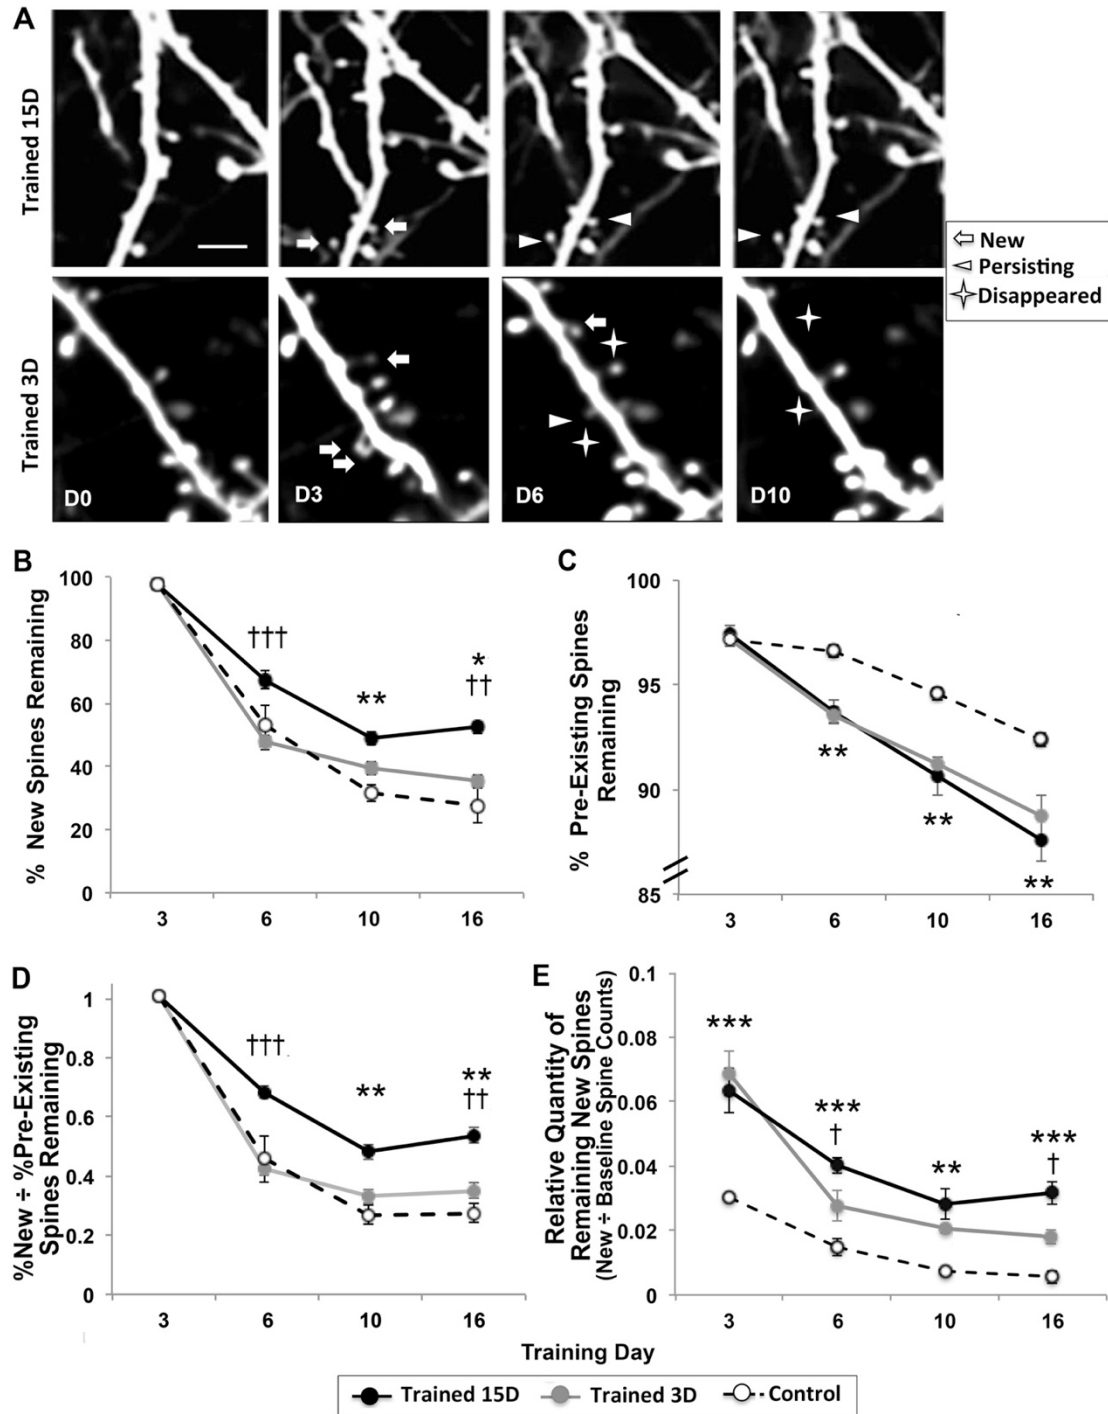 A
Trained 15D
⇦ New
◁ Persisting
✧ Disappeared
Trained 3D
D0
D3
D6
D10
B
% New Spines Remaining
100
80
60
40
20
0
†††
**
*
††
3
6
10
16
C
% Pre-Existing Spines
Remaining
100
95
90
85
**
**
**
3
6
10
16
D
%New ÷ %Pre-Existing
Spines Remaining
1
0.8
0.6
0.4
0.2
0
†††
**
**
††
3
6
10
16
E
Relative Quantity of
Remaining New Spines
(New ÷ Baseline Spine Counts)
0.1
0.08
0.06
0.04
0.02
0
***
***
†
**
***
†
3
6
10
16
Training Day
Trained 15D
Trained 3D
Control